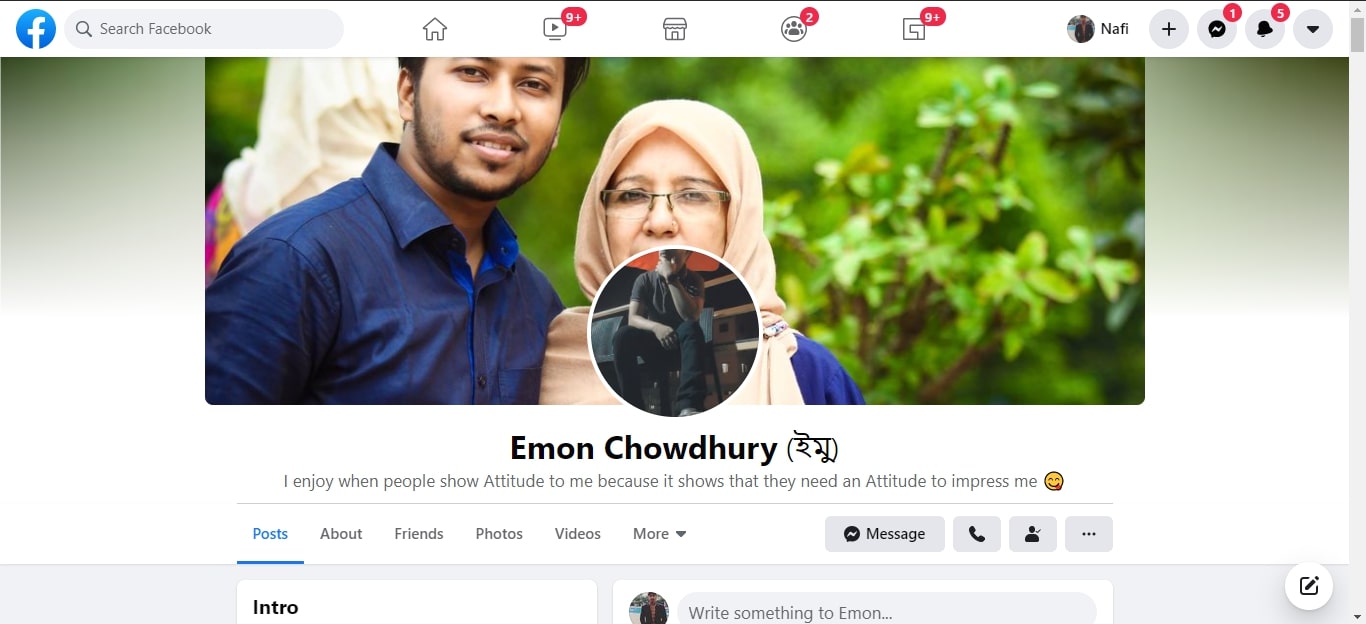 Search Facebook
9+
2
9+
Nafi
1
5
Emon Chowdhury (ইমু)
I enjoy when people show Attitude to me because it shows that they need an Attitude to impress me 😋
Posts About Friends Photos Videos More Message
Intro
Write something to Emon...